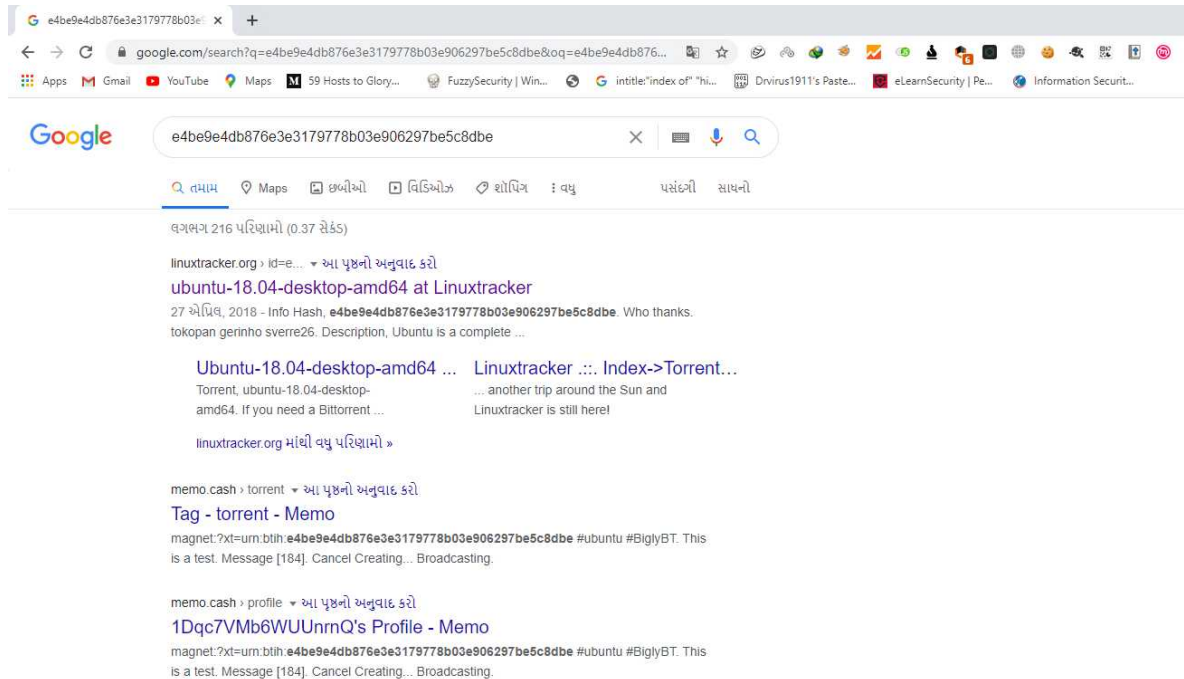 e4be9e4db876e3e3179778b03e9 × +
google.com/search?q=e4be9e4db876e3e3179778b03e906297be5c8dbe&oq=e4be9e4db876...
Apps Gmail YouTube Maps 59 Hosts to Glory... FuzzySecurity | Win... intitle:"index of" "hi... Drvirus1911's Paste... eLearnSecurity | Pe... Information Securit...
Google e4be9e4db876e3e3179778b03e906297be5c8dbe
તમામ Maps છબીઓ વિડિઓઝ શૉપિંગ વધુ પસંદગી સાધનો
લગભગ 216 પરિણામો (0.37 સેકંડ)
linuxtracker.org › id=e... આ પૃષ્ઠનો અનુવાદ કરો
ubuntu-18.04-desktop-amd64 at Linuxtracker
27 એપ્રિલ, 2018 - Info Hash, e4be9e4db876e3e3179778b03e906297be5c8dbe. Who thanks.
tokopan gerinho sverre26. Description, Ubuntu is a complete ...
Ubuntu-18.04-desktop-amd64 ...
Torrent, ubuntu-18.04-desktop-
amd64. If you need a Bittorrent ...
Linuxtracker .::. Index->Torrent...
... another trip around the Sun and
Linuxtracker is still here!
linuxtracker.org માંથી વધુ પરિણામો »
memo.cash › torrent આ પૃષ્ઠનો અનુવાદ કરો
Tag - torrent - Memo
magnet:?xt=urn:btih:e4be9e4db876e3e3179778b03e906297be5c8dbe #ubuntu #BiglyBT. This
is a test. Message [184]. Cancel Creating... Broadcasting.
memo.cash › profile આ પૃષ્ઠનો અનુવાદ કરો
1Dqc7VMb6WUUnrnQ's Profile - Memo
magnet:?xt=urn:btih:e4be9e4db876e3e3179778b03e906297be5c8dbe #ubuntu #BiglyBT. This
is a test. Message [184]. Cancel Creating... Broadcasting.